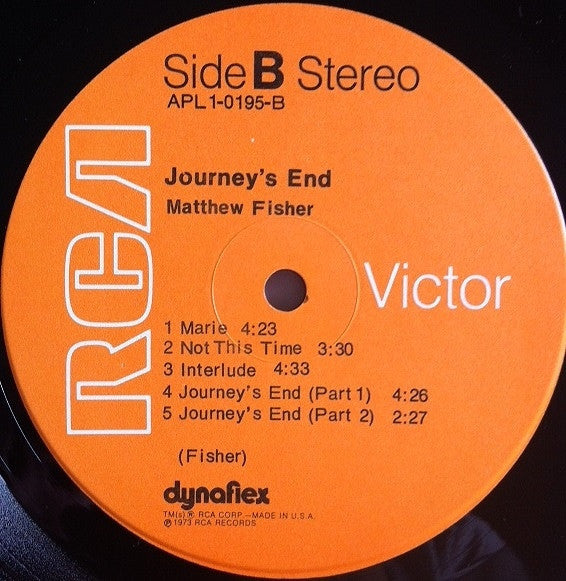 Side B Stereo
APL1-0195-B
RCA
Journey's End
Matthew Fisher
Victor
1 Marie 4:23
2 Not This Time 3:30
3 Interlude 4:33
4 Journey's End (Part 1) 4:26
5 Journey's End (Part 2) 2:27
(Fisher)
dynaflex
TM(s) ® RCA CORP.—MADE IN U.S.A.
℗ 1973 RCA RECORDS